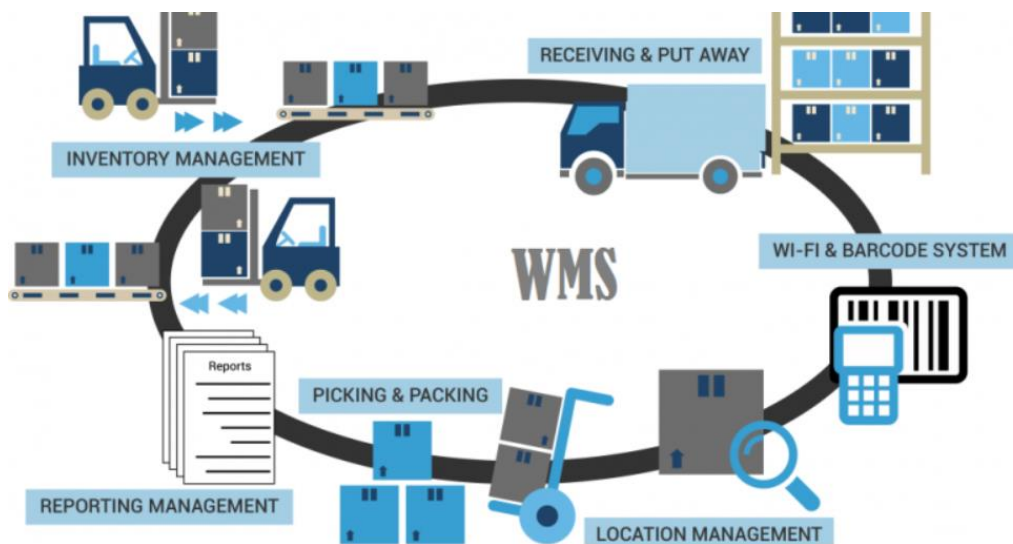 RECEIVING & PUT AWAY
INVENTORY MANAGEMENT
WI-FI & BARCODE SYSTEM
WMS
Reports
PICKING & PACKING
REPORTING MANAGEMENT
LOCATION MANAGEMENT